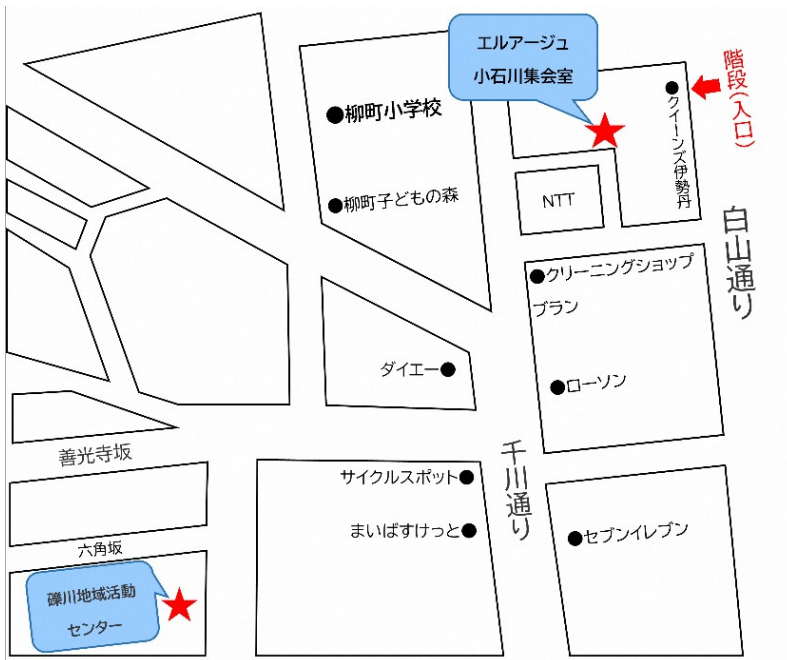 エルアージュ
小石川集会室
階段(入口)
クイーンズ伊勢丹
柳町小学校
柳町子どもの森
NTT
白山通り
クリーニングショップ
ブラン
ダイエー
ローソン
善光寺坂
千川通り
サイクルスポット
まいばすけっと
セブンイレブン
六角坂
礫川地域活動
センター